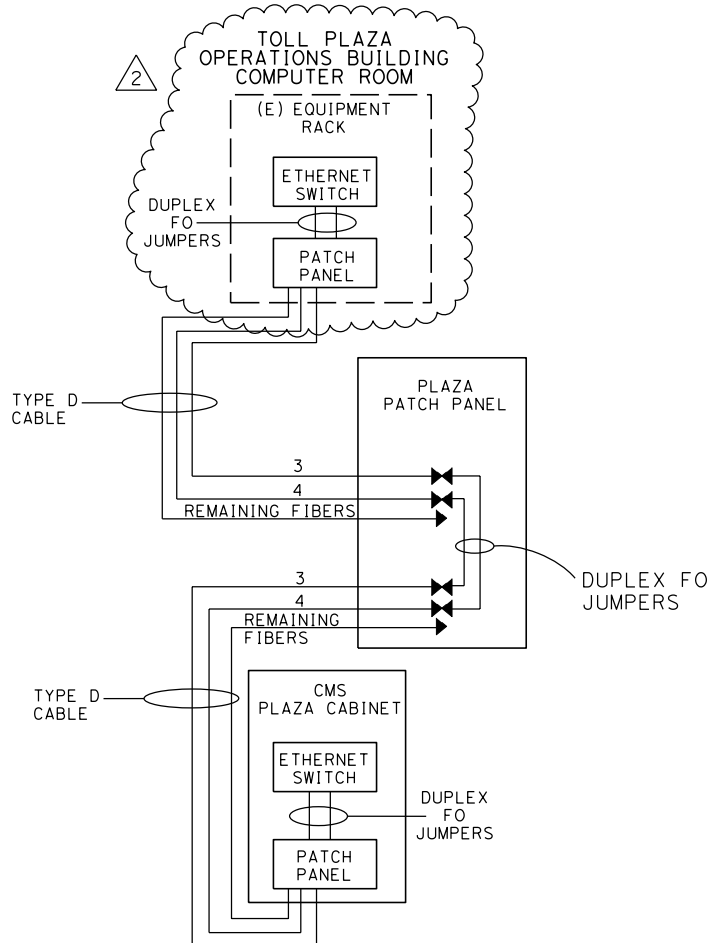 TOLL PLAZA
OPERATIONS BUILDING
COMPUTER ROOM
2
(E) EQUIPMENT
RACK
ETHERNET
SWITCH
DUPLEX
FO
JUMPERS
PATCH
PANEL
TYPE D
CABLE
PLAZA
PATCH PANEL
3
4
REMAINING FIBERS
3
4
REMAINING
FIBERS
DUPLEX FO
JUMPERS
TYPE D
CABLE
CMS
PLAZA CABINET
ETHERNET
SWITCH
DUPLEX
FO
JUMPERS
PATCH
PANEL